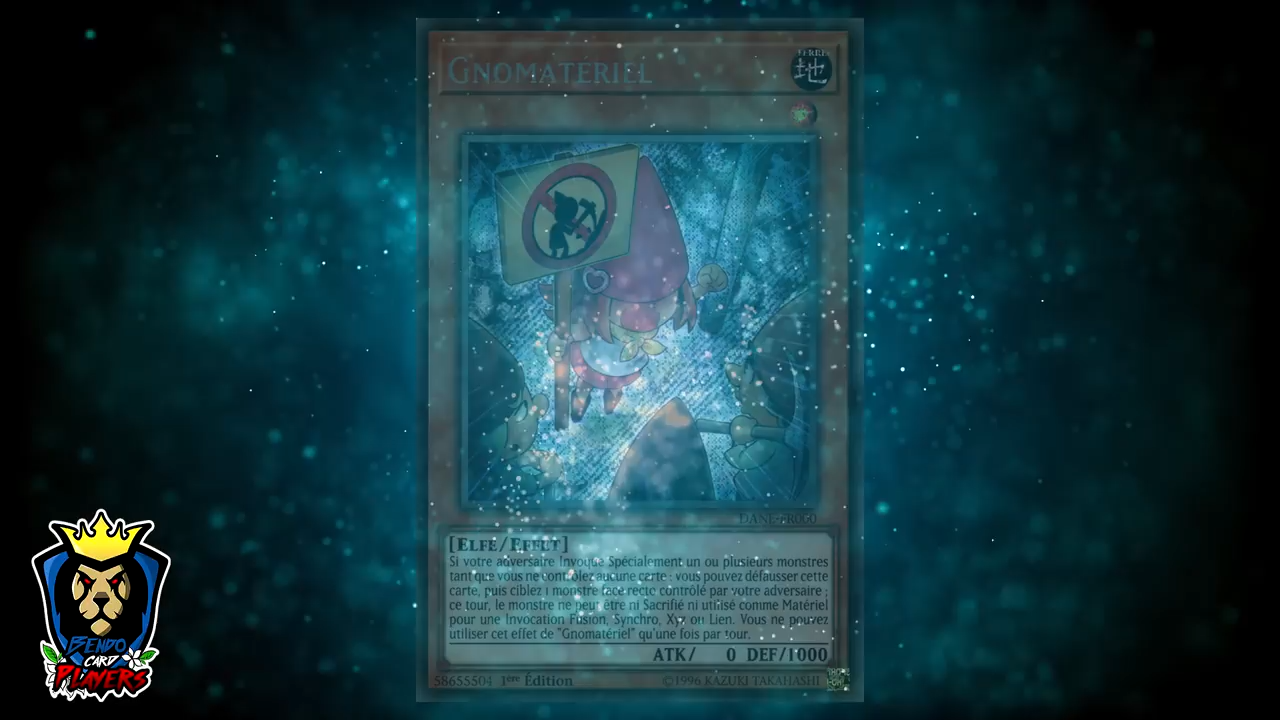 GNOMATÉRIEL
TERRE
地
DANE-FR060
[ELFE/EFFET]
Si votre adversaire Invoque Spécialement un ou plusieurs monstres
tant que vous ne contrôlez aucune carte : vous pouvez défausser cette
carte, puis ciblez 1 monstre face recto contrôlé par votre adversaire ;
ce tour, le monstre ne peut être ni Sacrifié ni utilisé comme Matériel
pour une Invocation Fusion, Synchro, Xyz ou Lien. Vous ne pouvez
utiliser cet effet de "Gnomatériel" qu'une fois par tour.
ATK/ 0 DEF/1000
58655504 1ère Édition ©1996 KAZUKI TAKAHASHI
BENDO
CARD
PLAYERS